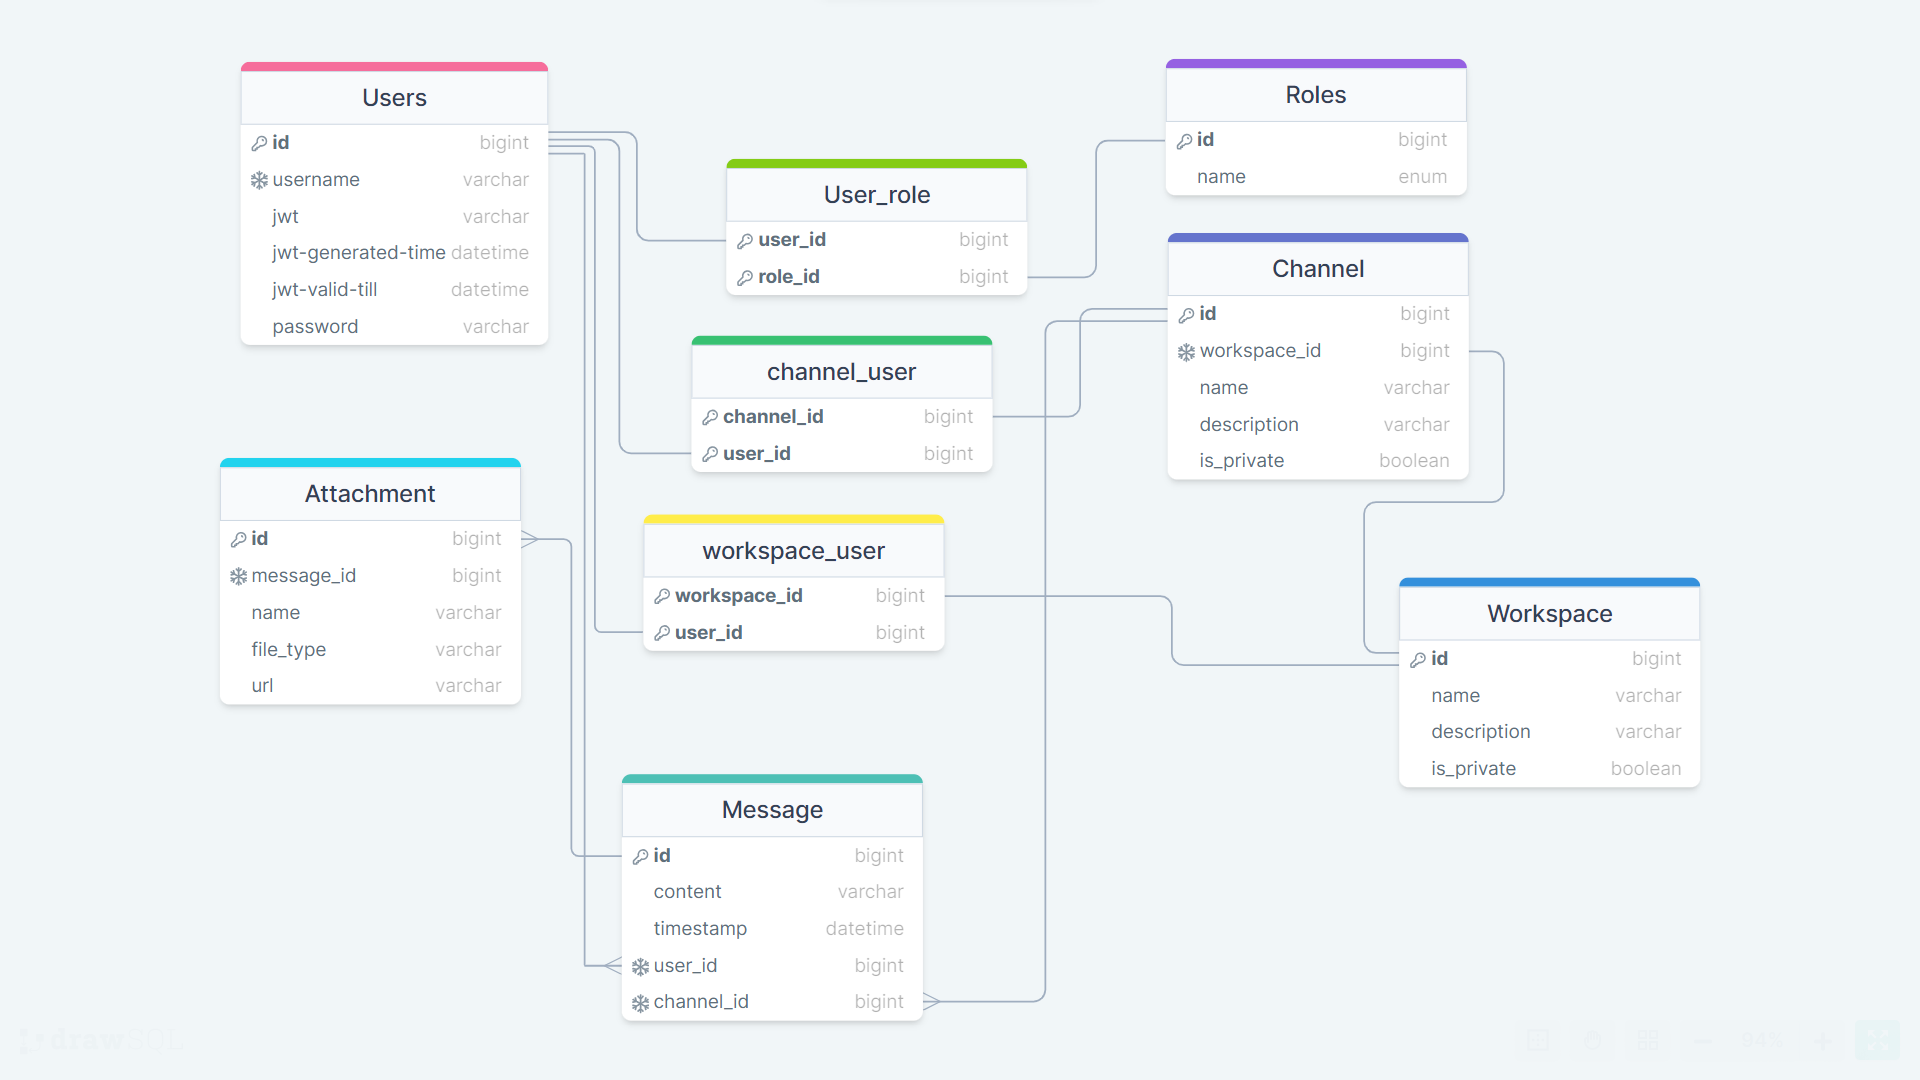 Users
id bigint
username varchar
jwt varchar
jwt-generated-time datetime
jwt-valid-till datetime
password varchar
User_role
user_id bigint
role_id bigint
Roles
id bigint
name enum
Channel
id bigint
workspace_id bigint
name varchar
description varchar
is_private boolean
channel_user
channel_id bigint
user_id bigint
Attachment
id bigint
message_id bigint
name varchar
file_type varchar
url varchar
workspace_user
workspace_id bigint
user_id bigint
Workspace
id bigint
name varchar
description varchar
is_private boolean
Message
id bigint
content varchar
timestamp datetime
user_id bigint
channel_id bigint
drawSQL
94%